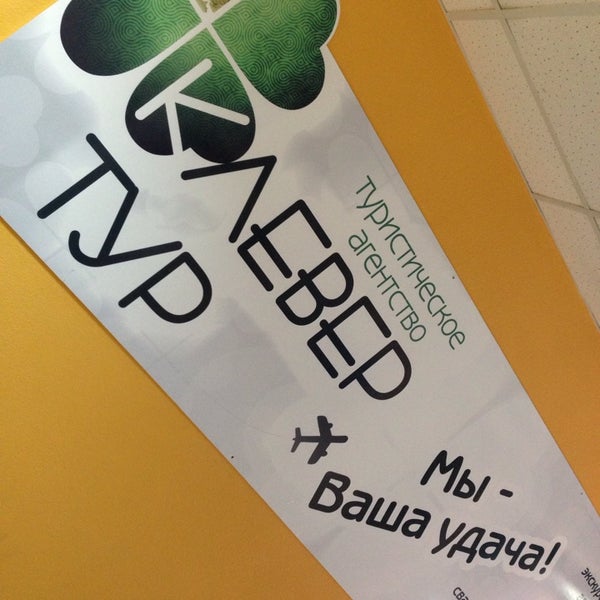 КЛЕВЕР
ТУР
туристическое
агентство
Мы -
Ваша удача!